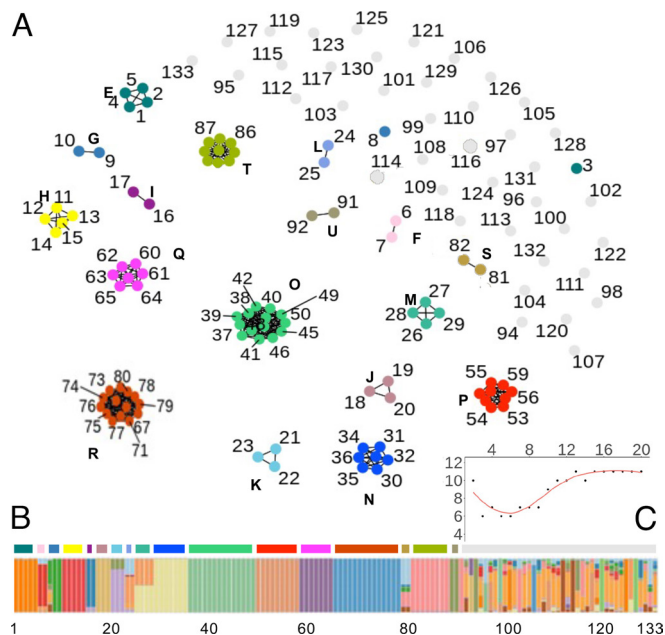 A
127 119 125 121
123 106
115 130
133 117 129
95 101 126
112 105
5 103 110
E 2 87 86 24 99 97 128
4 1 L 8 108
10 G T 25 114 116 3
9 131
17 I 109 124 96 102
H 11 91 6
12 13 16 92 118 113 100
U F
14 15 82 S 122
Q 7 132
62 60 O 81 111
63 61 42 49 M 27 98
65 64 38 40 104
39 50 28
37 45 26 29 94 120
41 46
J 19 107
73 80 78 55 59
74 18 P
76 79 20 56
75 54 53
77 67 21 34 31
R 71 23 36 32
22 35 30
K N
12
10
8
6
4
4 8 12 16 20
B C
1 20 40 60 80 100 120 133